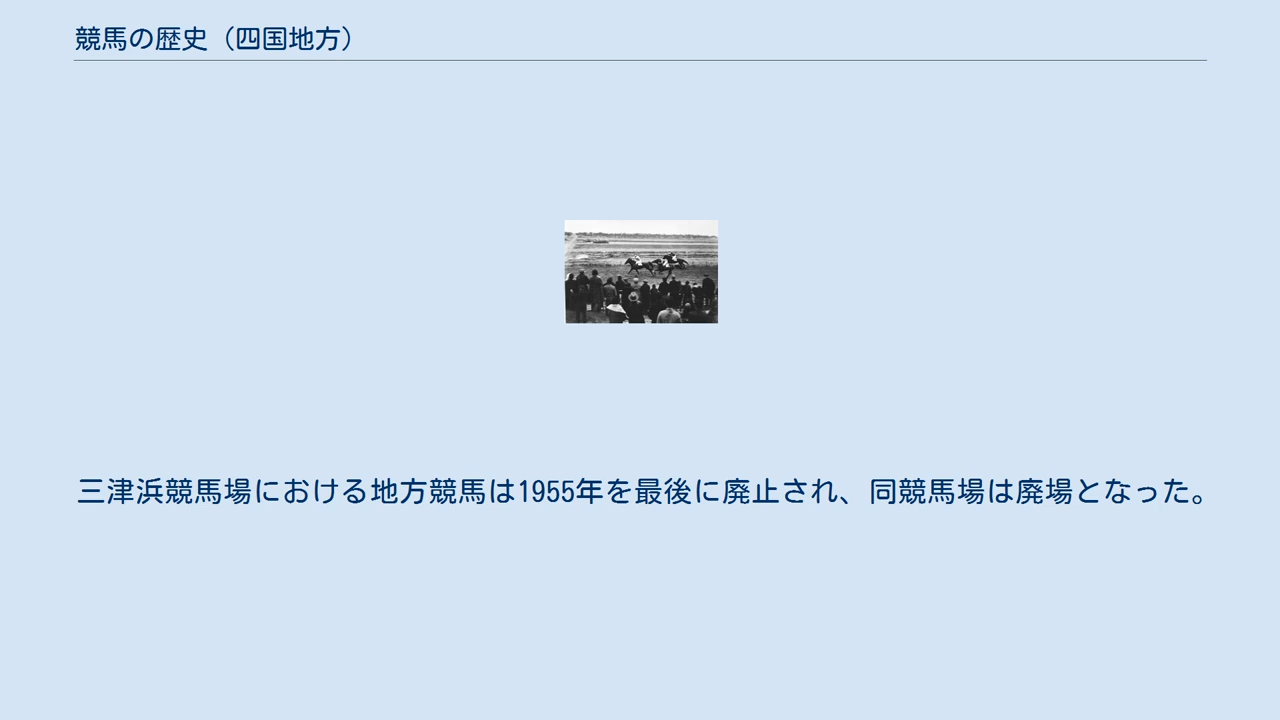 競馬の歴史（四国地方）
三津浜競馬場における地方競馬は1955年を最後に廃止され、同競馬場は廃場となった。